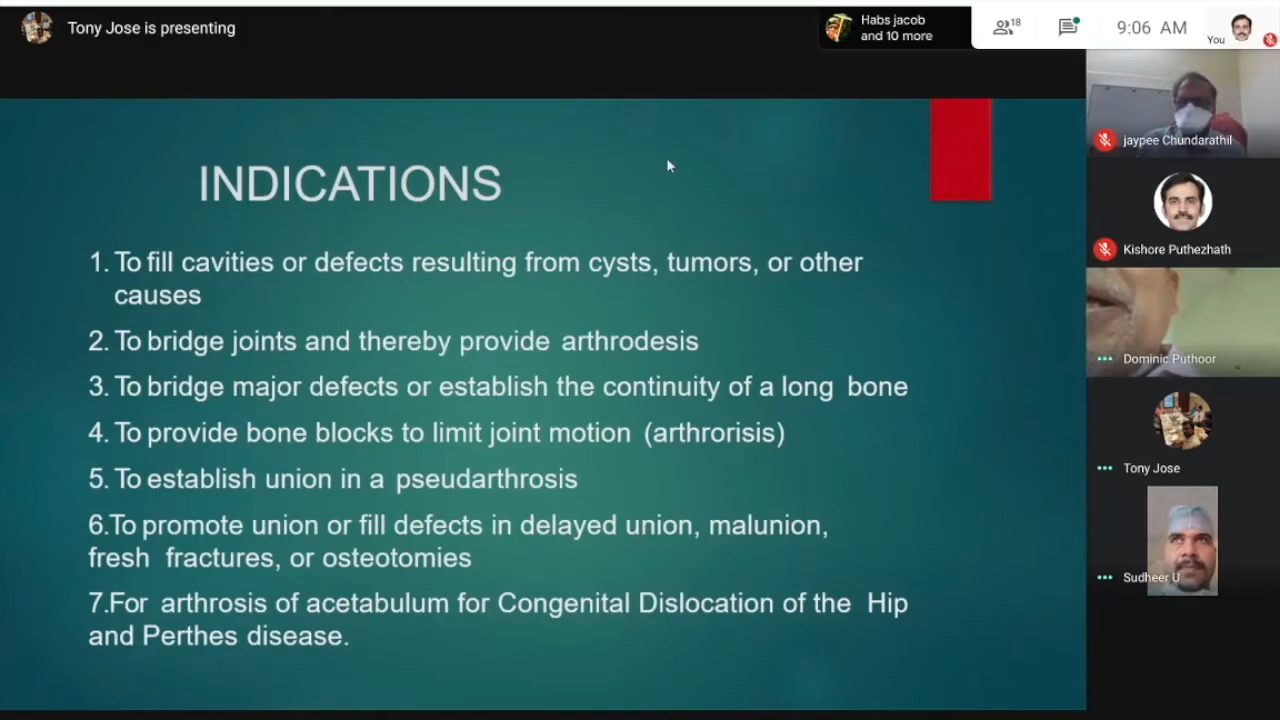 Tony Jose is presenting
Habs jacob
and 10 more
18
9:06 AM
You
INDICATIONS
1. To fill cavities or defects resulting from cysts, tumors, or other
causes
2. To bridge joints and thereby provide arthrodesis
3. To bridge major defects or establish the continuity of a long bone
4. To provide bone blocks to limit joint motion (arthrorisis)
5. To establish union in a pseudarthrosis
6.To promote union or fill defects in delayed union, malunion,
fresh fractures, or osteotomies
7.For arthrosis of acetabulum for Congenital Dislocation of the Hip
and Perthes disease.
jaypee Chundarathil
Kishore Puthezhath
Dominic Puthoor
Tony Jose
Sudheer U